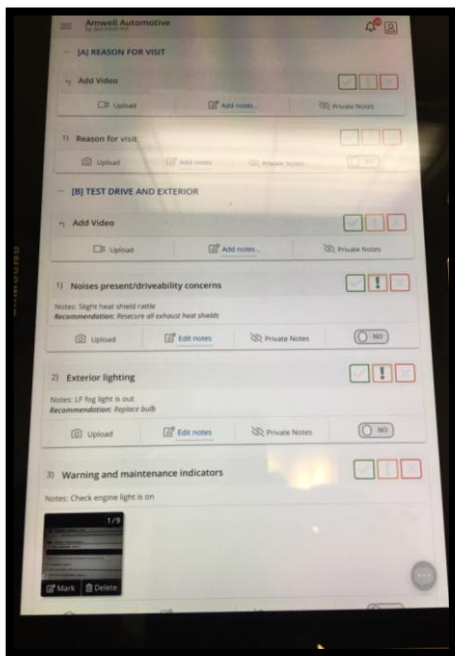 Amwell Automotive
[A] REASON FOR VISIT
Add Video
Upload Add notes.. Private Notes
1) Reason for visit:
Upload Add notes Private Notes NO
[B] TEST DRIVE AND EXTERIOR
Add Video
Upload Add notes.. Private Notes
1) Noises present/driveability concerns
Notes: Slight heat shield rattle
Recommendation: Resecure all exhaust heat shields
Upload Edit notes Private Notes NO
2) Exterior lighting
Notes: LF fog light is out
Recommendation: Replace bulb
Upload Edit notes Private Notes NO
3) Warning and maintenance indicators
Notes: Check engine light is on
1/9
Mark Delete